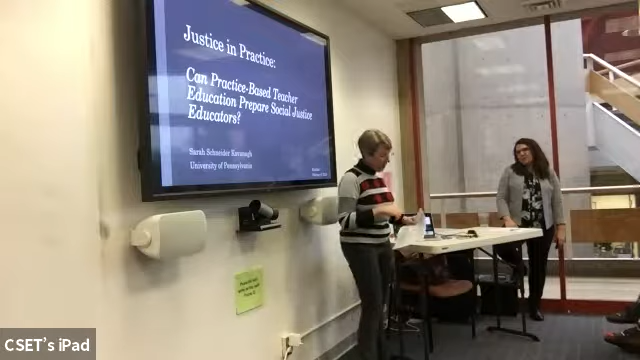 Justice in Practice:
Can Practice-Based Teacher
Education Prepare Social Justice
Educators?
Sarah Schneider Kavanagh
University of Pennsylvania
CSET's iPad